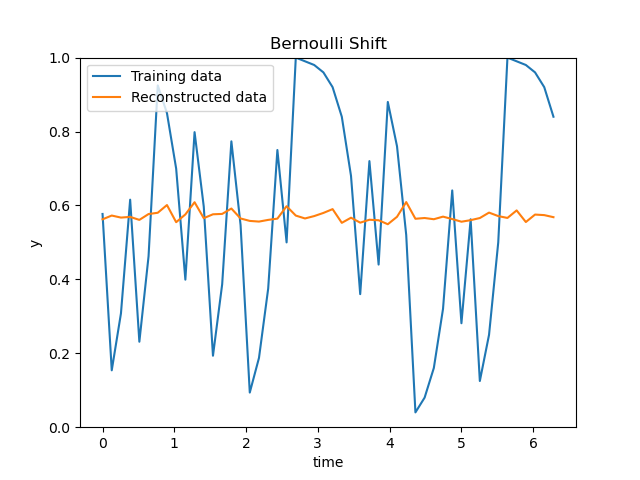 Bernoulli Shift
Training data
Reconstructed data
1.0
0.8
0.6
0.4
0.2
0.0
y
0 1 2 3 4 5 6
time